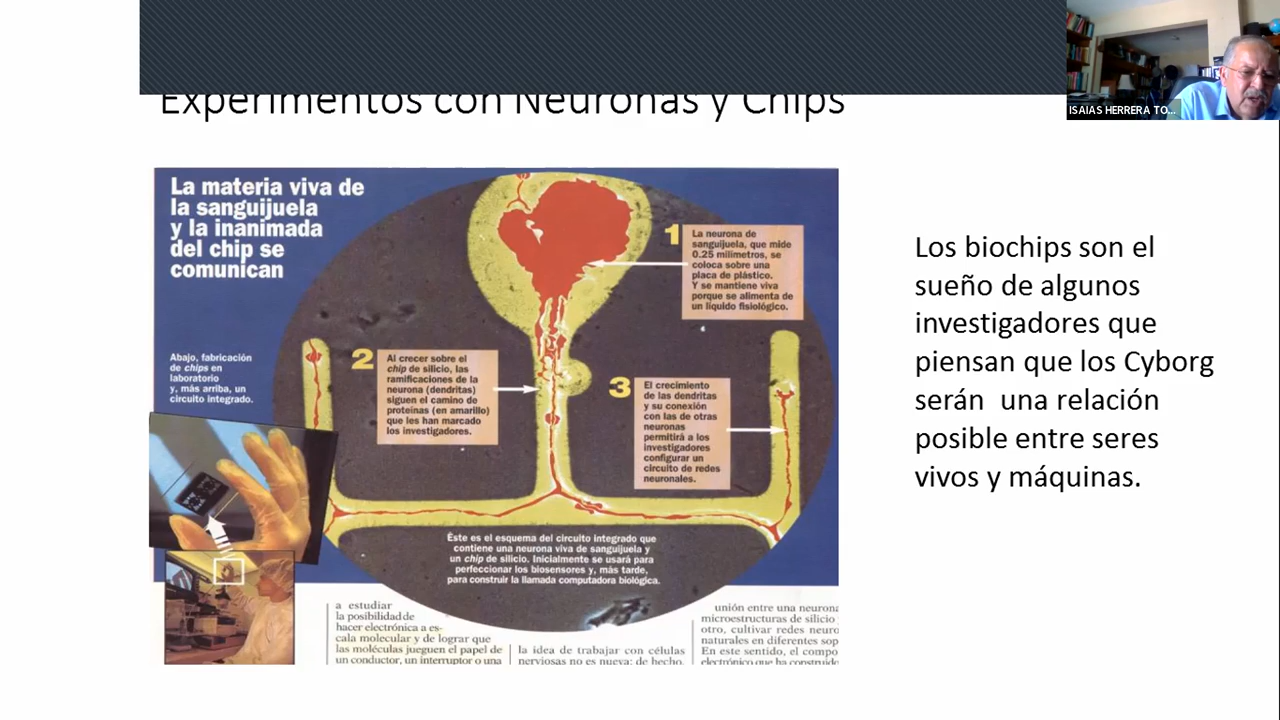 Experimentos con Neuronas y Chips
ISAIAS HERRERA TO...
La materia viva de
la sanguijuela
y la inanimada
del chip se
comunican
1
La neurona de
sanguijuela, que mide
0.25 milímetros, se
coloca sobre una
placa de plástico.
Y se mantiene viva
porque se alimenta de
un líquido fisiológico.
Abajo, fabricación
de chips en
laboratorio
y, más arriba, un
circuito integrado.
2
Al crecer sobre el
chip de silicio, las
ramificaciones de la
neurona (dendritas)
siguen el camino de
proteínas (en amarillo)
que les han marcado
los investigadores.
3
El crecimiento
de las dendritas
y su conexión
con las de otras
neuronas
permitirá a los
investigadores
configurar un
circuito de redes
neuronales.
Éste es el esquema del circuito integrado que
contiene una neurona viva de sanguijuela y
un chip de silicio. Inicialmente se usará para
perfeccionar los biosensores y, más tarde,
para construir la llamada computadora biológica.
a estudiar
la posibilidad de
hacer electrónica a es-
cala molecular y de lograr que
las moléculas jueguen el papel de
un conductor, un interruptor o una
la idea de trabajar con células
nerviosas no es nueva: de hecho,
unión entre una neurona
microestructuras de silicio
otro, cultivar redes neuro
naturales en diferentes sop
En este sentido, el compo
electrónico que ha construido
Los biochips son el
sueño de algunos
investigadores que
piensan que los Cyborg
serán una relación
posible entre seres
vivos y máquinas.